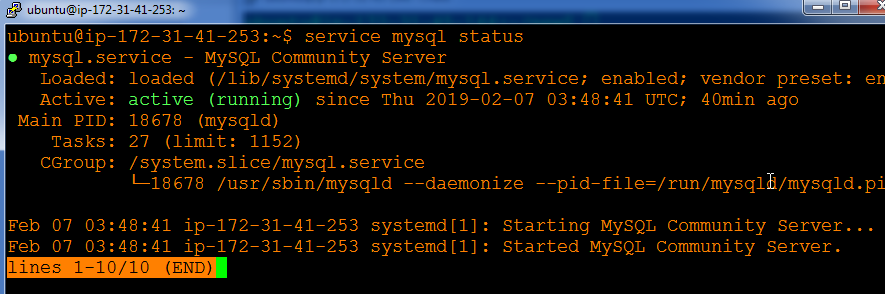 ubuntu@ip-172-31-41-253: ~
ubuntu@ip-172-31-41-253:~$ service mysql status
● mysql.service - MySQL Community Server
   Loaded: loaded (/lib/systemd/system/mysql.service; enabled; vendor preset: en
   Active: active (running) since Thu 2019-02-07 03:48:41 UTC; 40min ago
 Main PID: 18678 (mysqld)
    Tasks: 27 (limit: 1152)
   CGroup: /system.slice/mysql.service
           └─18678 /usr/sbin/mysqld --daemonize --pid-file=/run/mysqld/mysqld.pi
Feb 07 03:48:41 ip-172-31-41-253 systemd[1]: Starting MySQL Community Server...
Feb 07 03:48:41 ip-172-31-41-253 systemd[1]: Started MySQL Community Server.
lines 1-10/10 (END)